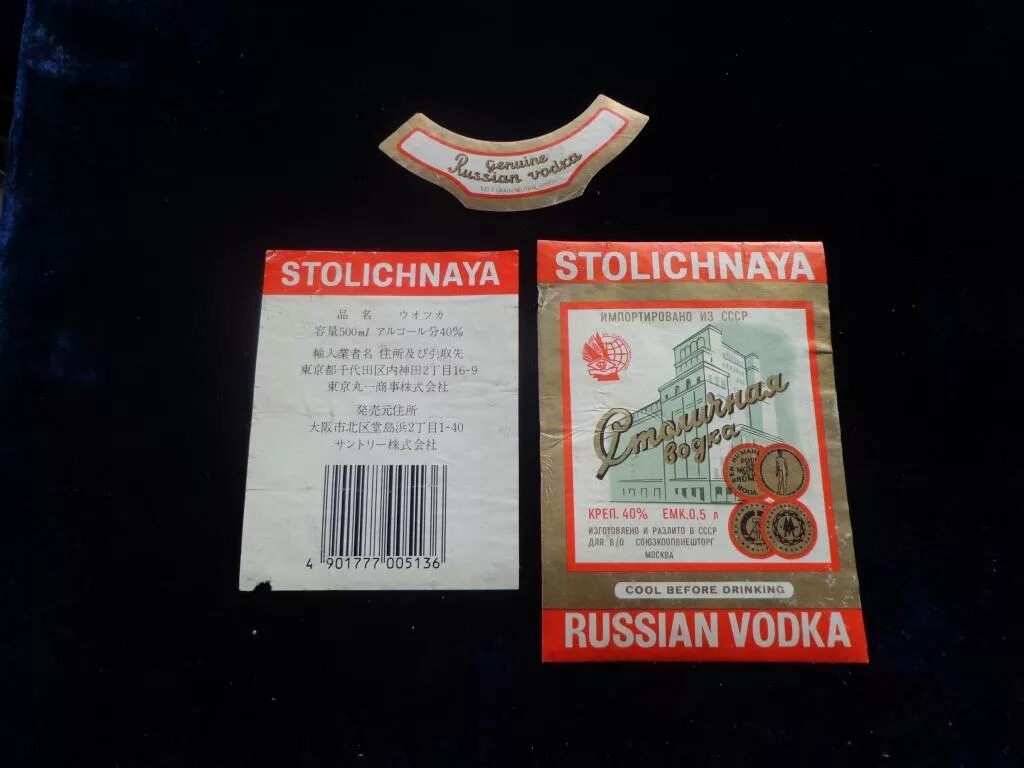 Genuine
Russian vodka
100% GRAIN NEUTRAL SPIRITS
STOLICHNAYA
品名 ウオツカ
容量500ml アルコール分40%
輸入業者名 住所及び引取先
東京都千代田区内神田2丁目16-9
東京丸一商事株式会社
発売元住所
大阪市北区堂島浜2丁目1-40
サントリー株式会社
4 901777 005136
STOLICHNAYA
ИМПОРТИРОВАНО ИЗ СССР
Столичная
водка
КРЕП. 40% ЕМК.0,5 л
ИЗГОТОВЛЕНО И РАЗЛИТО В СССР
ДЛЯ В/О СОЮЗКООПВНЕШТОРГ
МОСКВА
COOL BEFORE DRINKING
RUSSIAN VODKA